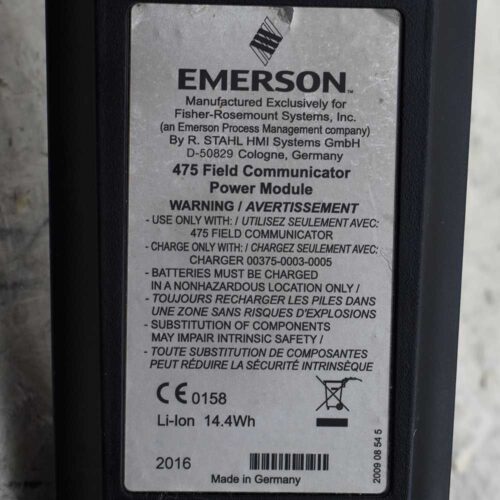 EMERSON™
Manufactured Exclusively for
Fisher-Rosemount Systems, Inc.
(an Emerson Process Management company)
By R. STAHL HMI Systems GmbH
D-50829 Cologne, Germany
475 Field Communicator
Power Module
WARNING / AVERTISSEMENT
- USE ONLY WITH: / UTILISEZ SEULEMENT AVEC:
475 FIELD COMMUNICATOR
- CHARGE ONLY WITH: / CHARGEZ SEULEMENT AVEC:
CHARGER 00375-0003-0005
- BATTERIES MUST BE CHARGED
IN A NONHAZARDOUS LOCATION ONLY /
- TOUJOURS RECHARGER LES PILES DANS
UNE ZONE SANS RISQUES D'EXPLOSIONS
- SUBSTITUTION OF COMPONENTS
MAY IMPAIR INTRINSIC SAFETY /
- TOUTE SUBSTITUTION DE COMPOSANTES
PEUT RÉDUIRE LA SÉCURITÉ INTRINSÈQUE
CE 0158
Li-Ion 14.4Wh
2016
Made in Germany
2009 08 54 5